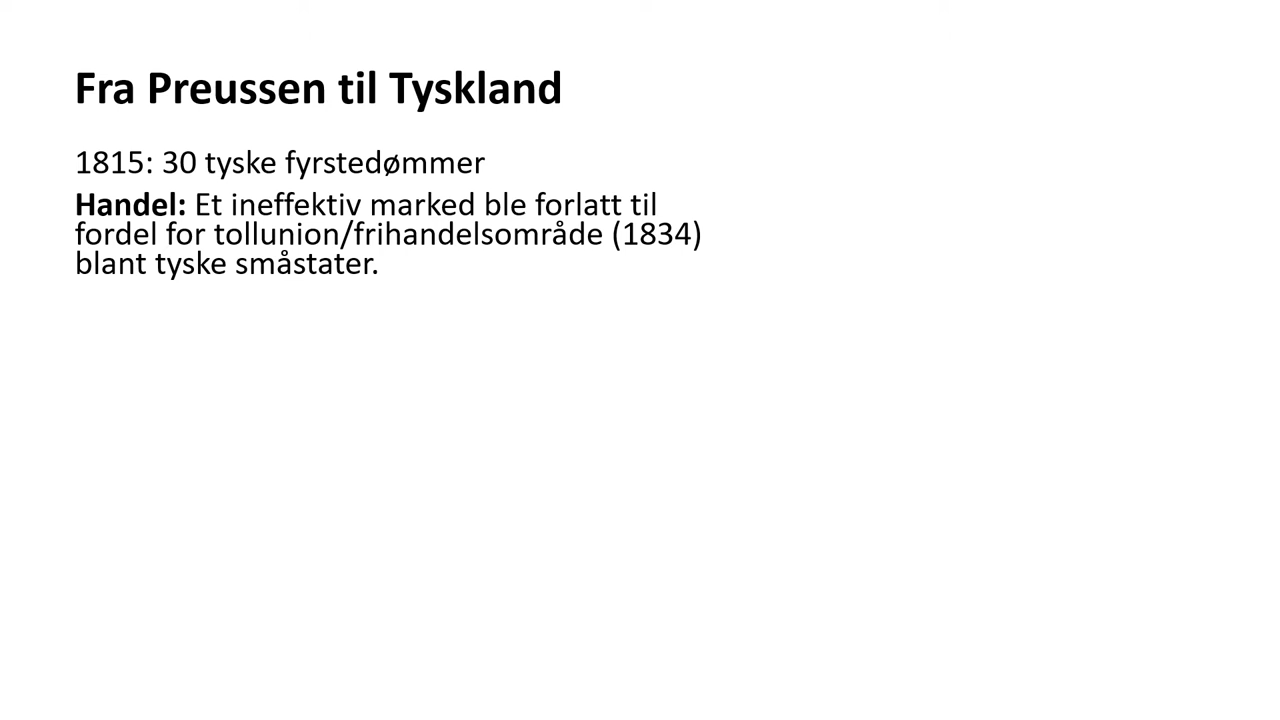 Fra Preussen til Tyskland
1815: 30 tyske fyrstedømmer
Handel: Et ineffektiv marked ble forlatt til
fordel for tollunion/frihandelsområde (1834)
blant tyske småstater.